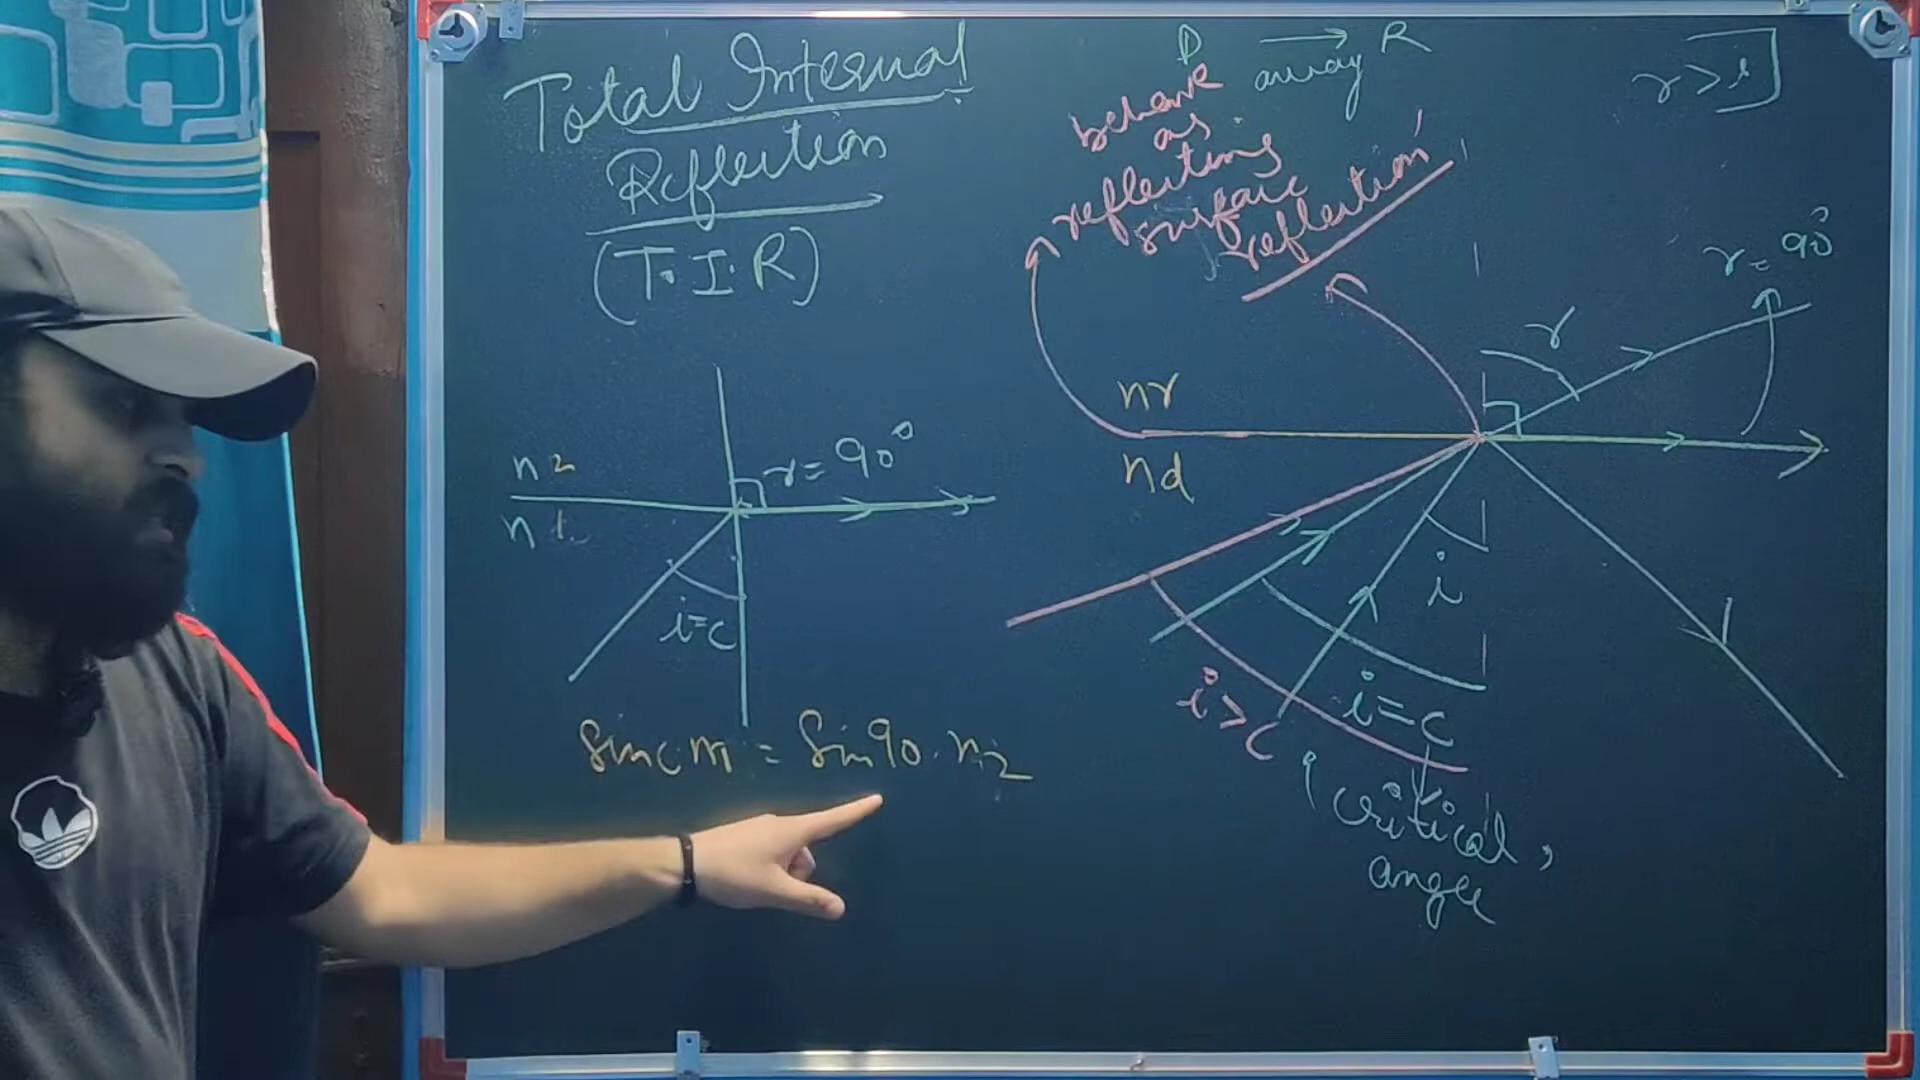 Total Internal
Reflection
(T.I.R)
D → R
away
r > i
behave
as
reflecting
surface
reflection
r = 90°
r
nr
nd
n2
n1
r = 90°
i
i=c
i=c
i>c
sinc n1 = Sin90. n2
(critical
angle